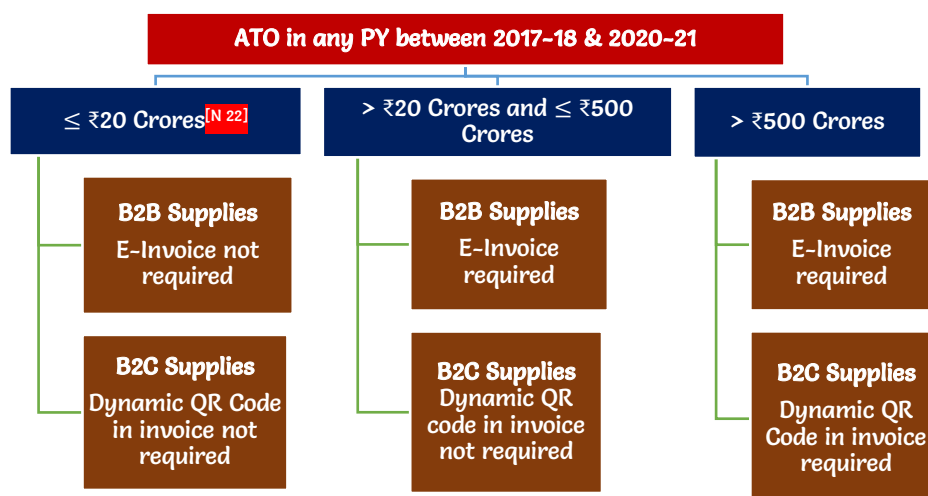 ATO in any PY between 2017-18 & 2020-21
≤ ₹20 Crores[N 22]
> ₹20 Crores and ≤ ₹500
Crores
> ₹500 Crores
B2B Supplies
E-Invoice not
required
B2B Supplies
E-Invoice
required
B2B Supplies
E-Invoice
required
B2C Supplies
Dynamic QR Code
in invoice not
required
B2C Supplies
Dynamic QR
code in invoice
not required
B2C Supplies
Dynamic QR
Code in invoice
required